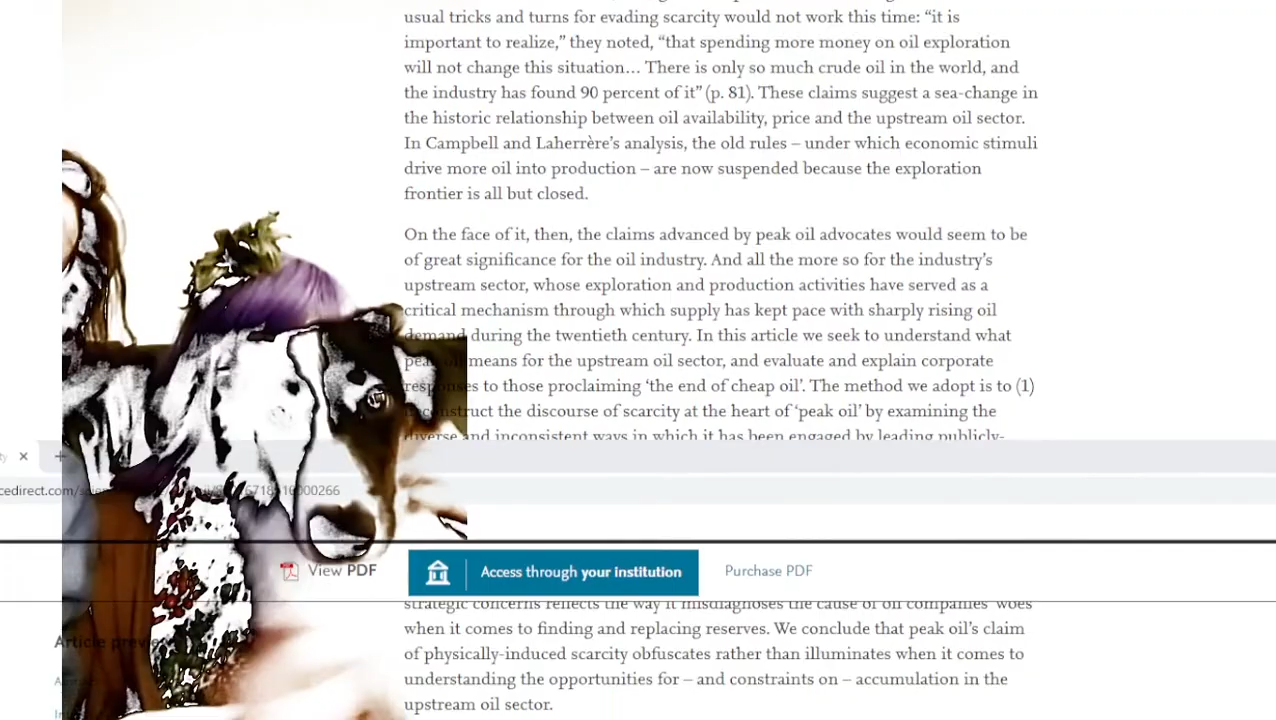 usual tricks and turns for evading scarcity would not work this time: “it is
important to realize,” they noted, “that spending more money on oil exploration
will not change this situation… There is only so much crude oil in the world, and
the industry has found 90 percent of it” (p. 81). These claims suggest a sea-change in
the historic relationship between oil availability, price and the upstream oil sector.
In Campbell and Laherrère’s analysis, the old rules – under which economic stimuli
drive more oil into production – are now suspended because the exploration
frontier is all but closed.
On the face of it, then, the claims advanced by peak oil advocates would seem to be
of great significance for the oil industry. And all the more so for the industry’s
upstream sector, whose exploration and production activities have served as a
critical mechanism through which supply has kept pace with sharply rising oil
demand during the twentieth century. In this article we seek to understand what
peak oil means for the upstream oil sector, and evaluate and explain corporate
responses to those proclaiming ‘the end of cheap oil’. The method we adopt is to (1)
deconstruct the discourse of scarcity at the heart of ‘peak oil’ by examining the
diverse and inconsistent ways in which it has been engaged by leading publicly-
View PDF
Access through your institution
Purchase PDF
strategic concerns reflects the way it misdiagnoses the cause of oil companies’ woes
Article
when it comes to finding and replacing reserves. We conclude that peak oil’s claim
of physically-induced scarcity obfuscates rather than illuminates when it comes to
understanding the opportunities for – and constraints on – accumulation in the
upstream oil sector.